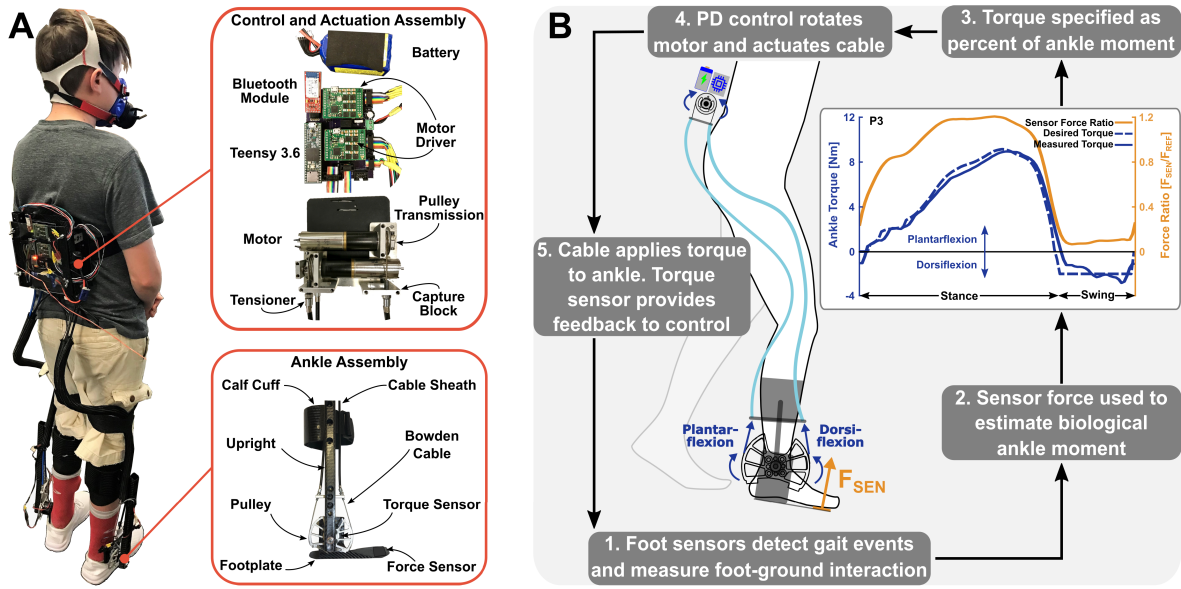 A
Control and Actuation Assembly
Battery
Bluetooth
Module
Motor
Driver
Teensy 3.6
Pulley
Transmission
Motor
Tensioner
Capture
Block
Ankle Assembly
Calf Cuff
Cable Sheath
Upright
Bowden
Cable
Pulley
Torque Sensor
Footplate
Force Sensor
B
4. PD control rotates
motor and actuates cable
3. Torque specified as
percent of ankle moment
P3
Sensor Force Ratio
Desired Torque
Measured Torque
12
8
4
0
-4
Ankle Torque [Nm]
1.2
0.8
0.4
0
Force Ratio [FSEN/FREF]
Plantarflexion
Dorsiflexion
Stance
Swing
5. Cable applies torque
to ankle. Torque
sensor provides
feedback to control
2. Sensor force used to
estimate biological
ankle moment
Plantar-
flexion
Dorsi-
flexion
FSEN
1. Foot sensors detect gait events
and measure foot-ground interaction